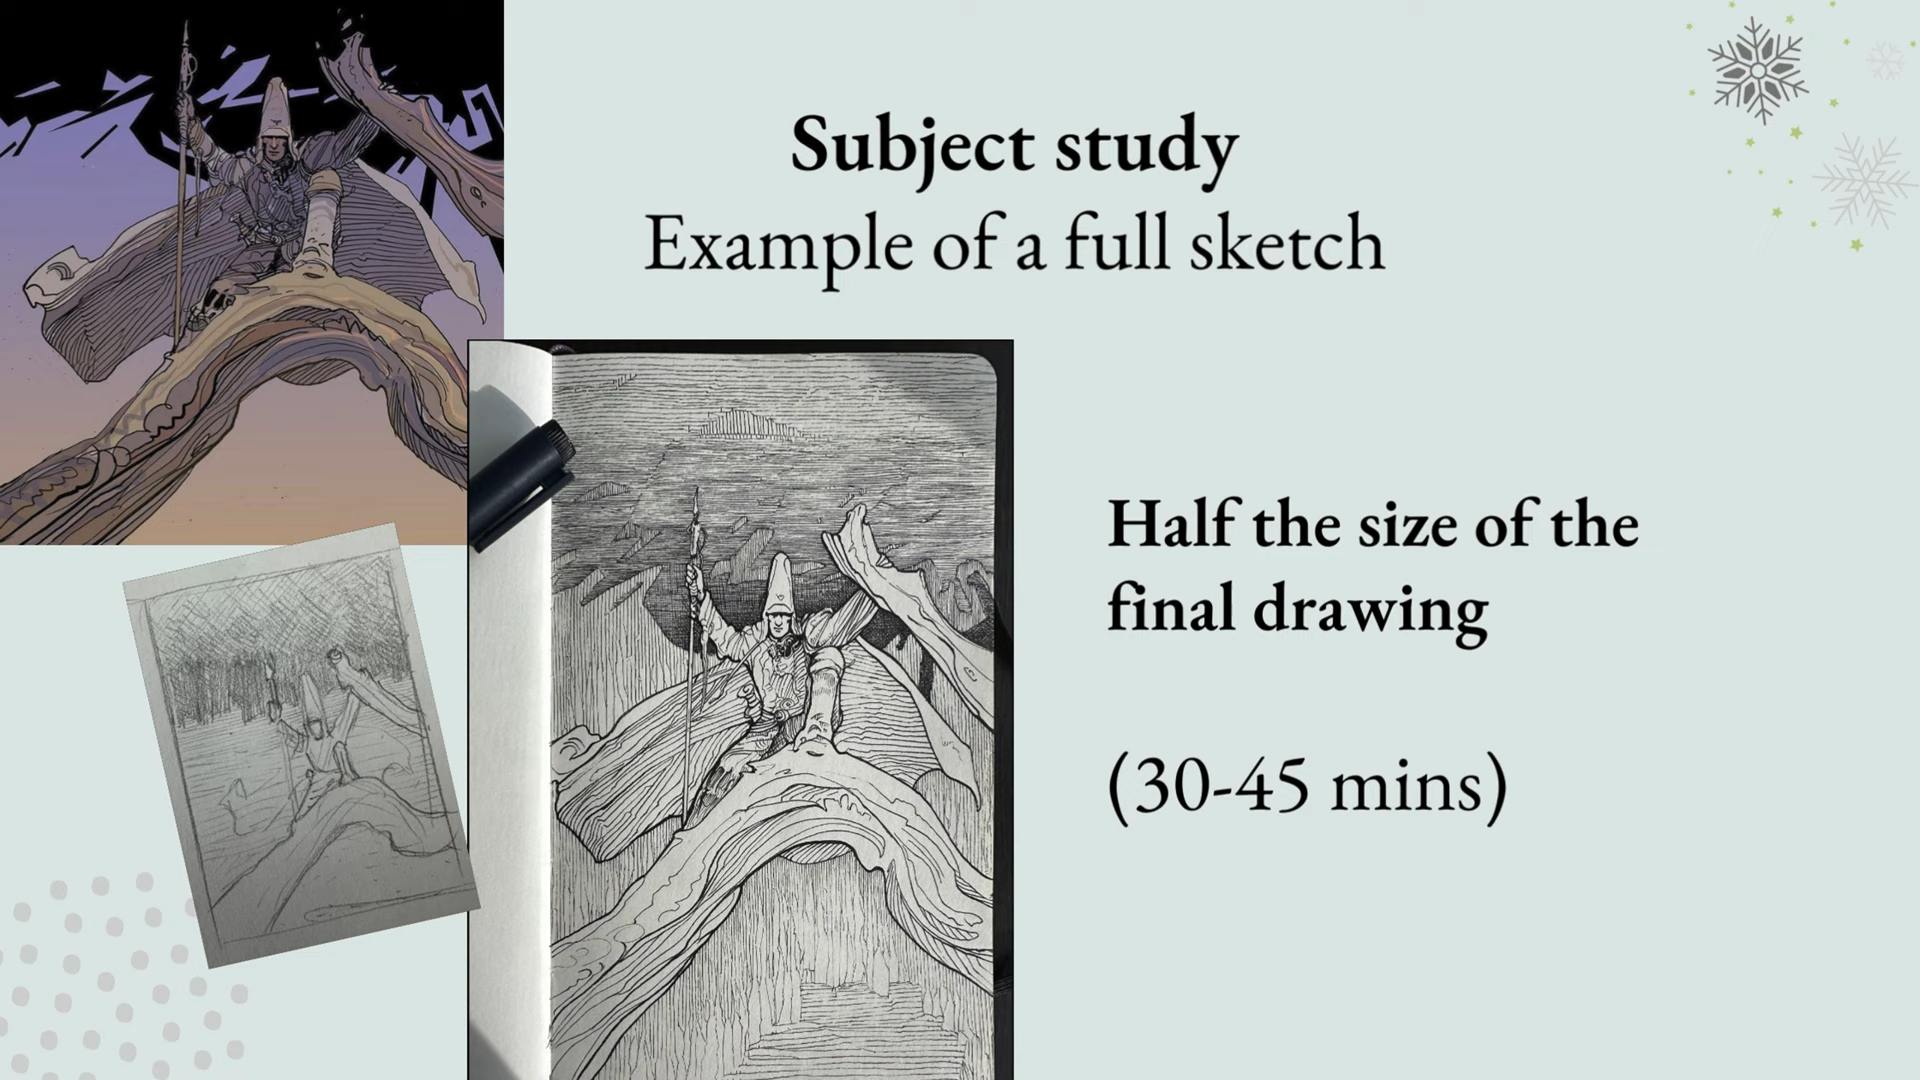 Subject study
Example of a full sketch
Half the size of the
final drawing
(30-45 mins)